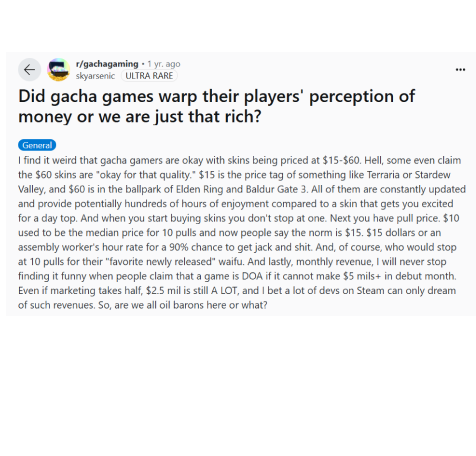 r/gachagaming • 1 yr. ago
skyarsenic ULTRA RARE
Did gacha games warp their players' perception of
money or we are just that rich?
General
I find it weird that gacha gamers are okay with skins being priced at $15-$60. Hell, some even claim
the $60 skins are "okay for that quality." $15 is the price tag of something like Terraria or Stardew
Valley, and $60 is in the ballpark of Elden Ring and Baldur Gate 3. All of them are constantly updated
and provide potentially hundreds of hours of enjoyment compared to a skin that gets you excited
for a day top. And when you start buying skins you don't stop at one. Next you have pull price. $10
used to be the median price for 10 pulls and now people say the norm is $15. $15 dollars or an
assembly worker's hour rate for a 90% chance to get jack and shit. And, of course, who would stop
at 10 pulls for their "favorite newly released" waifu. And lastly, monthly revenue, I will never stop
finding it funny when people claim that a game is DOA if it cannot make $5 mils+ in debut month.
Even if marketing takes half, $2.5 mil is still A LOT, and I bet a lot of devs on Steam can only dream
of such revenues. So, are we all oil barons here or what?